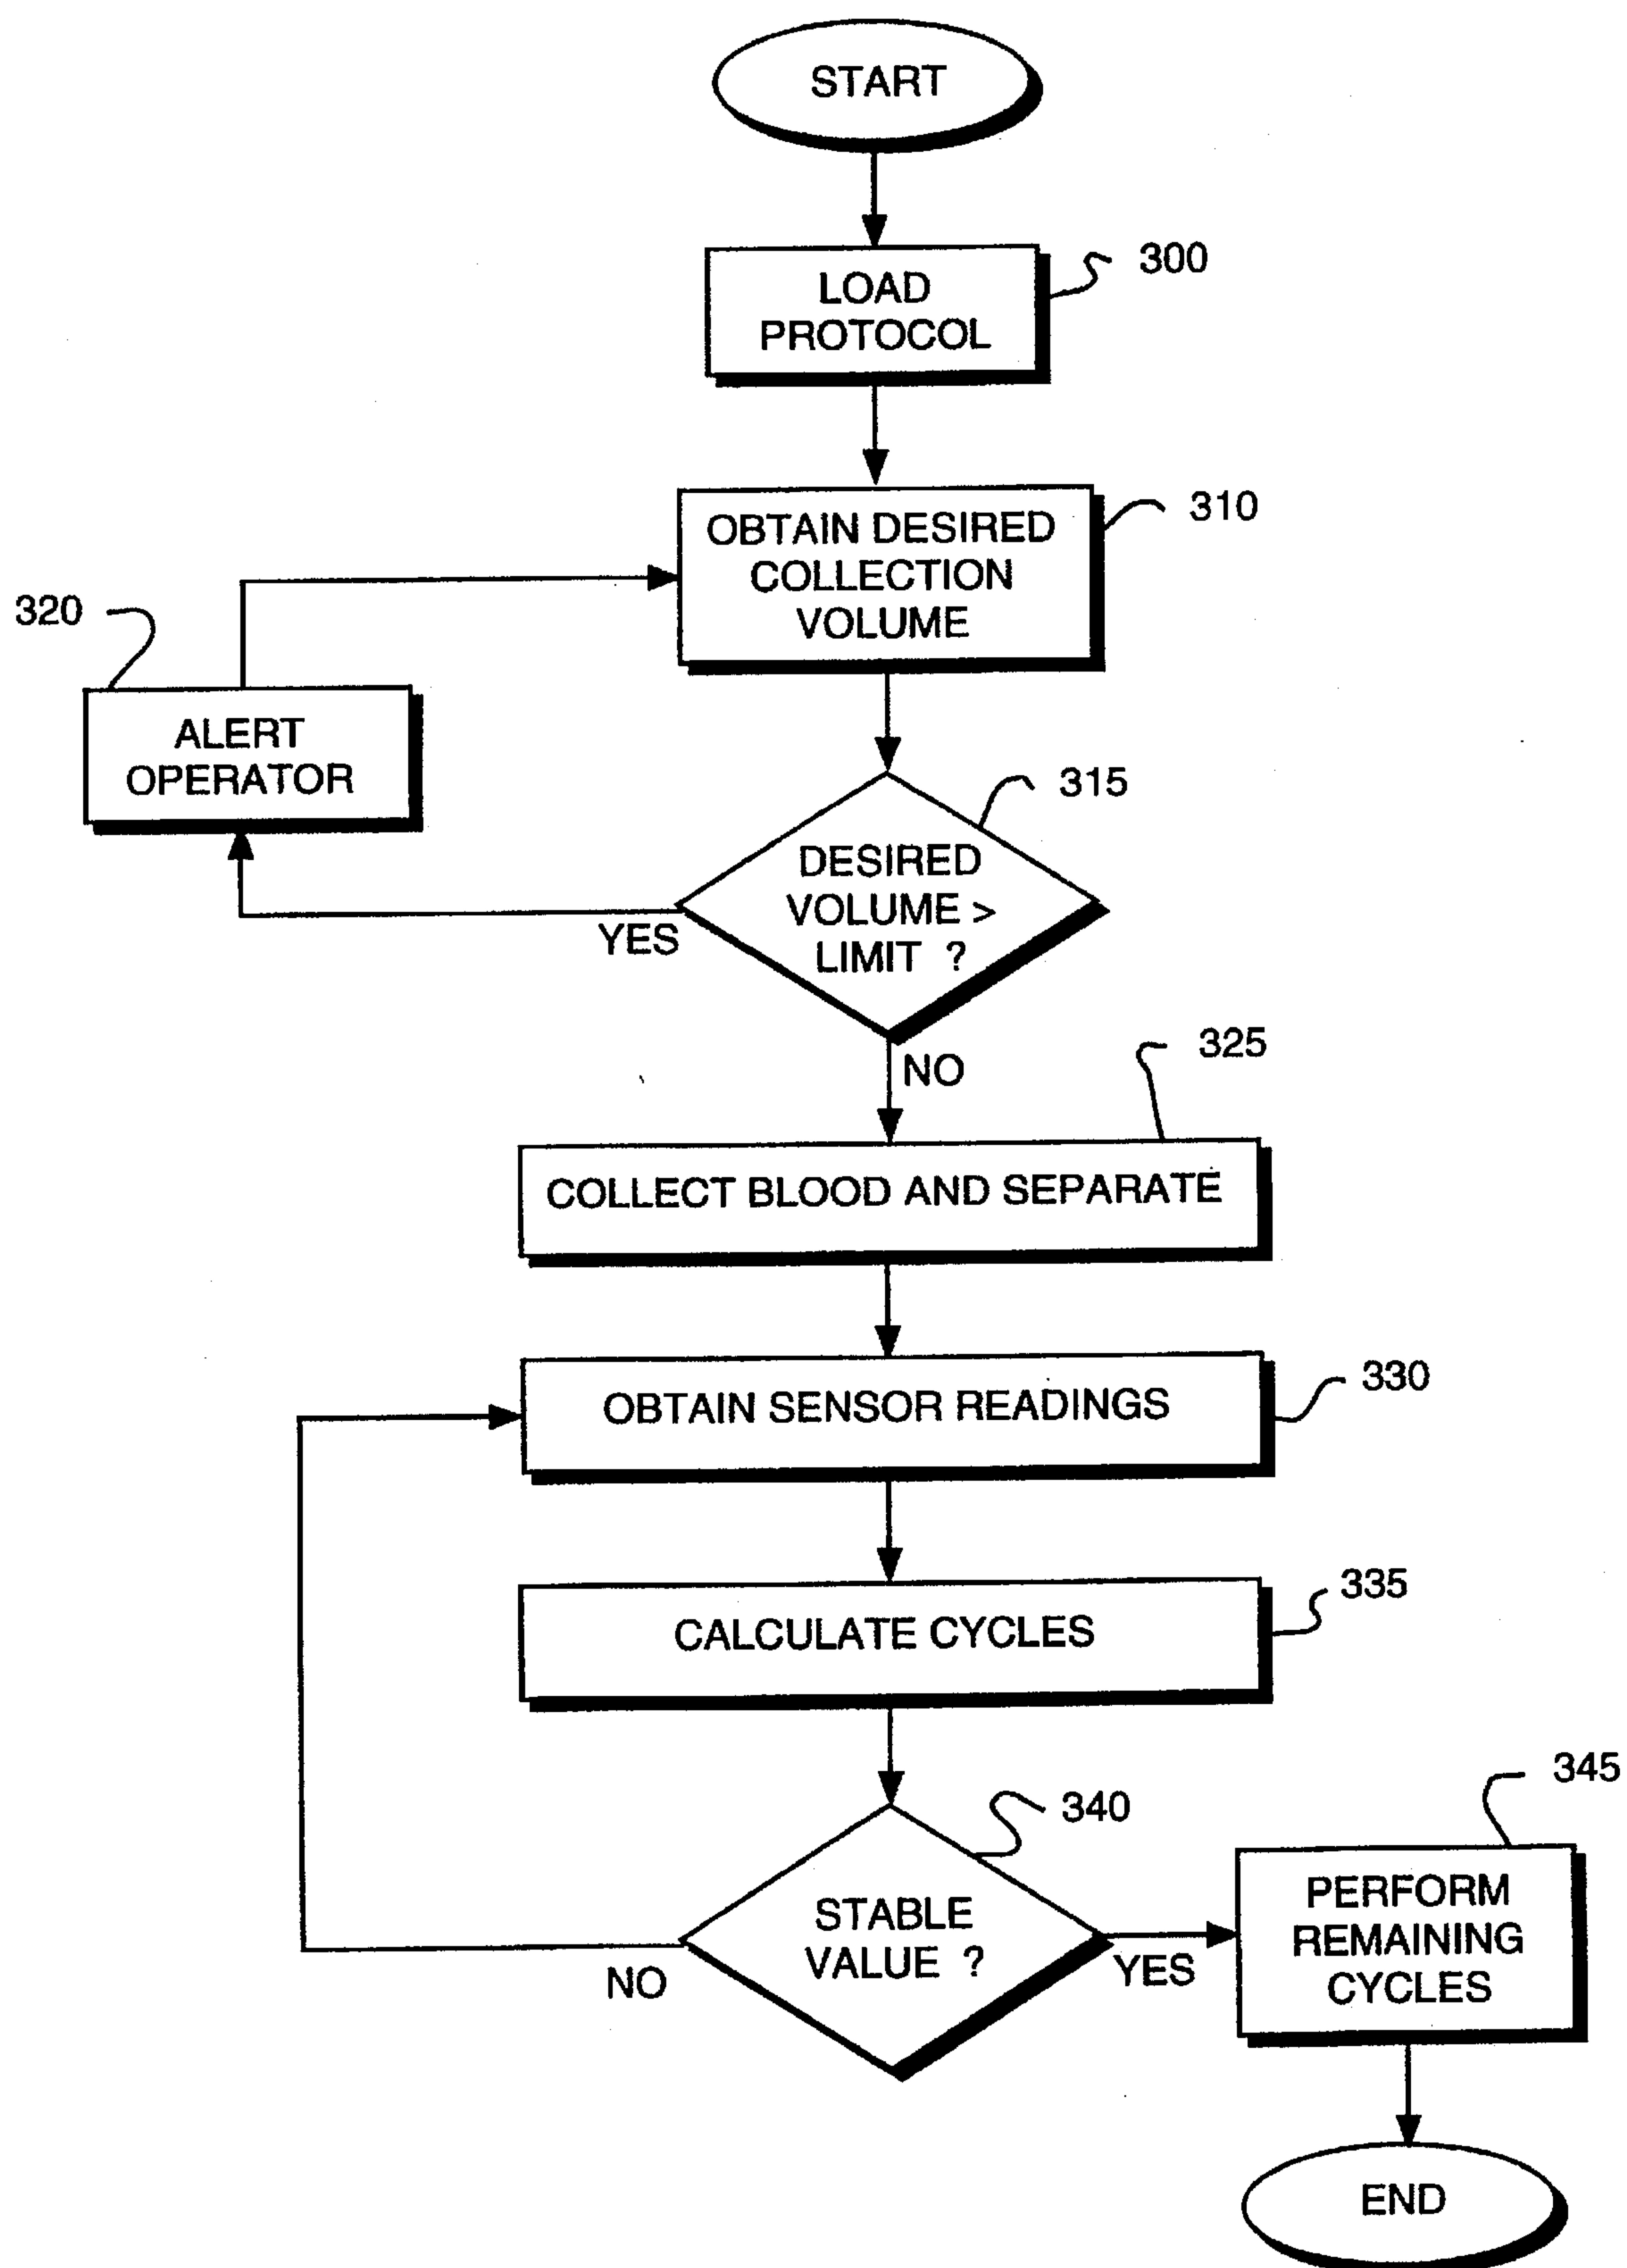 START
LOAD
PROTOCOL
300
OBTAIN DESIRED
COLLECTION
VOLUME
310
320
ALERT
OPERATOR
315
DESIRED
VOLUME >
LIMIT ?
YES
NO
325
COLLECT BLOOD AND SEPARATE
OBTAIN SENSOR READINGS
330
CALCULATE CYCLES
335
340
STABLE
VALUE ?
NO
YES
345
PERFORM
REMAINING
CYCLES
END